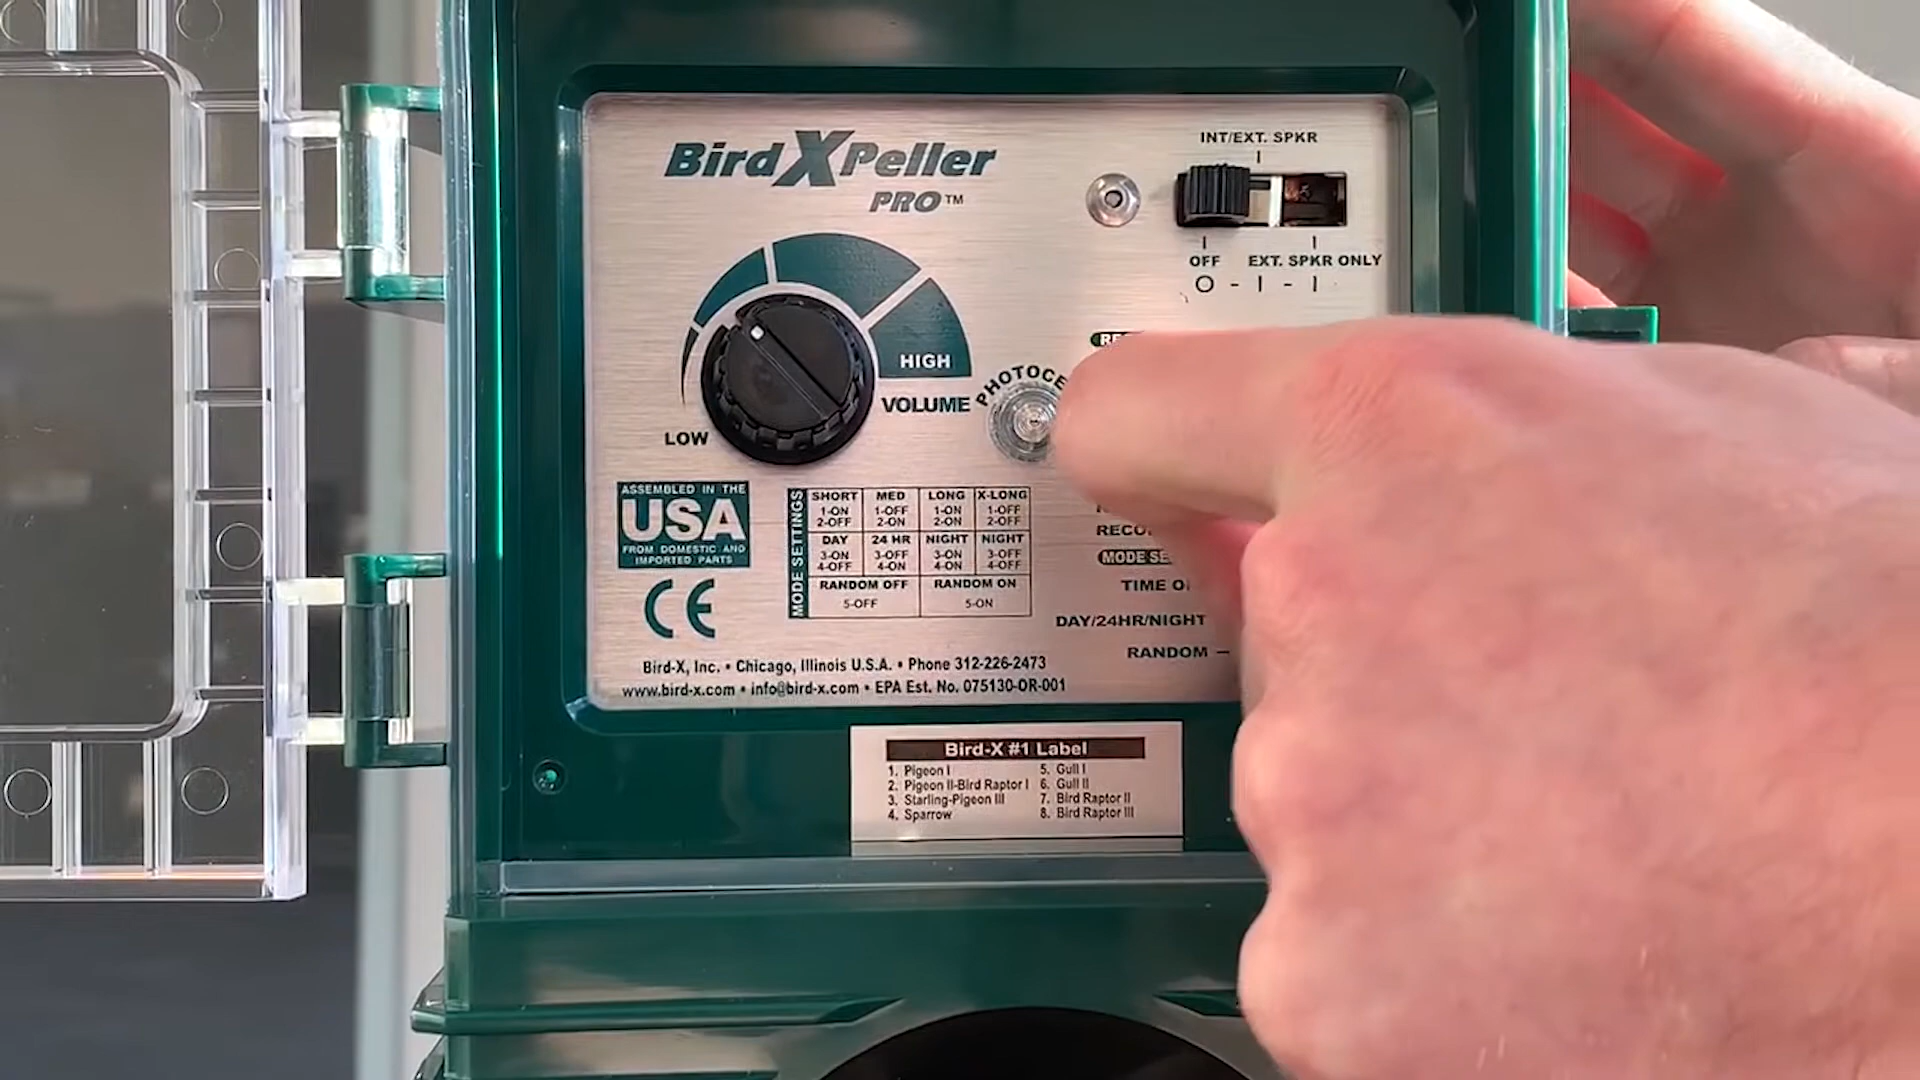 BirdXPeller
PRO™
INT/EXT. SPKR
OFF EXT. SPKR ONLY
O - I - I
HIGH
VOLUME
LOW
ASSEMBLED IN THE
USA
FROM DOMESTIC AND
IMPORTED PARTS
CE
MODE SETTINGS
SHORT MED LONG X-LONG
1-ON 1-OFF 1-ON 1-OFF
2-OFF 2-ON 2-ON 2-OFF
DAY 24 HR NIGHT NIGHT
3-ON 3-OFF 3-ON 3-OFF
4-OFF 4-ON 4-ON 4-OFF
RANDOM OFF RANDOM ON
5-OFF 5-ON
DAY/24HR/NIGHT
RANDOM –
Bird-X, Inc. • Chicago, Illinois U.S.A. • Phone 312-226-2473
www.bird-x.com • info@bird-x.com • EPA Est. No. 075130-OR-001
Bird-X #1 Label
1. Pigeon I
2. Pigeon II-Bird Raptor I
3. Starling-Pigeon III
4. Sparrow
5. Gull I
6. Gull II
7. Bird Raptor II
8. Bird Raptor III